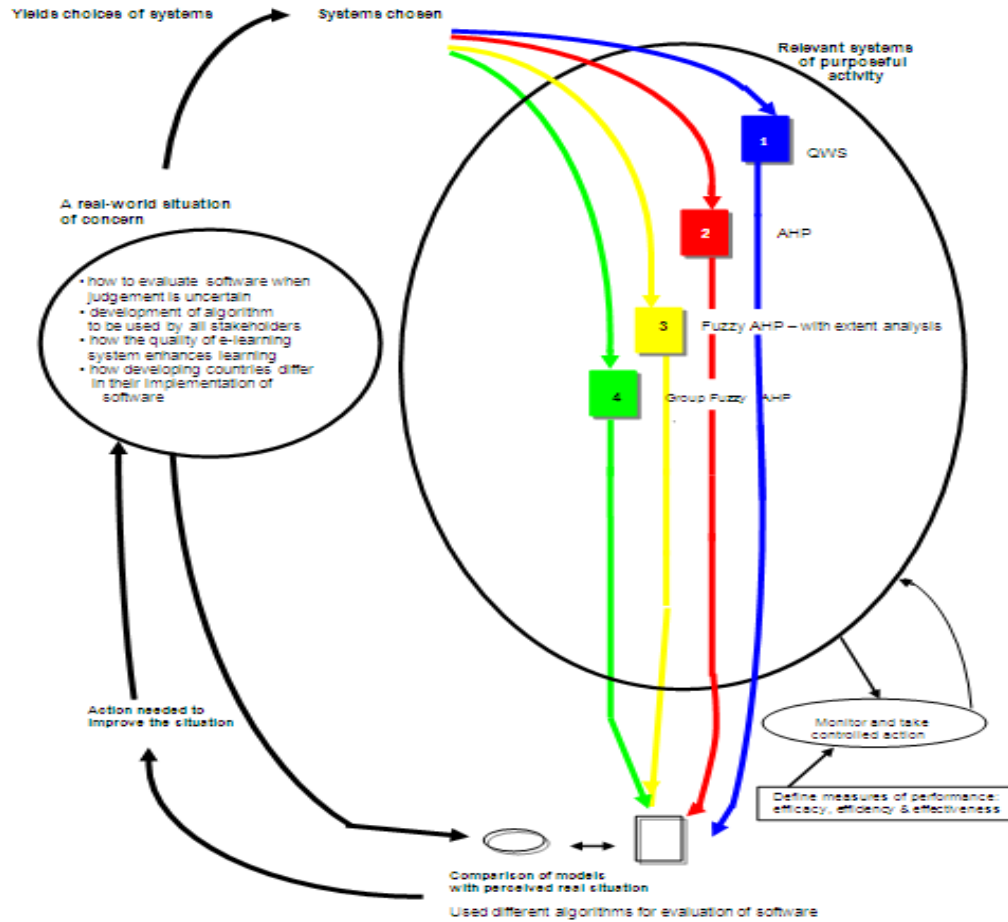 Yields choices of systems
Systems chosen
Relevant systems
of purposeful
activity
1
QWS
A real-world situation
of concern
2
AHP
• how to evaluate software when
judgement is uncertain
• development of algorithm
to be used by all stakeholders
• how the quality of e-learning
system enhances learning
• how developing countries differ
in their implementation of
software
3
Fuzzy AHP – with extent analysis
4
Group Fuzzy AHP
Action needed to
improve the situation
Monitor and take
controlled action
Define measures of performance:
efficacy, efficiency & effectiveness
Comparison of models
with perceived real situation
Used different algorithms for evaluation of software